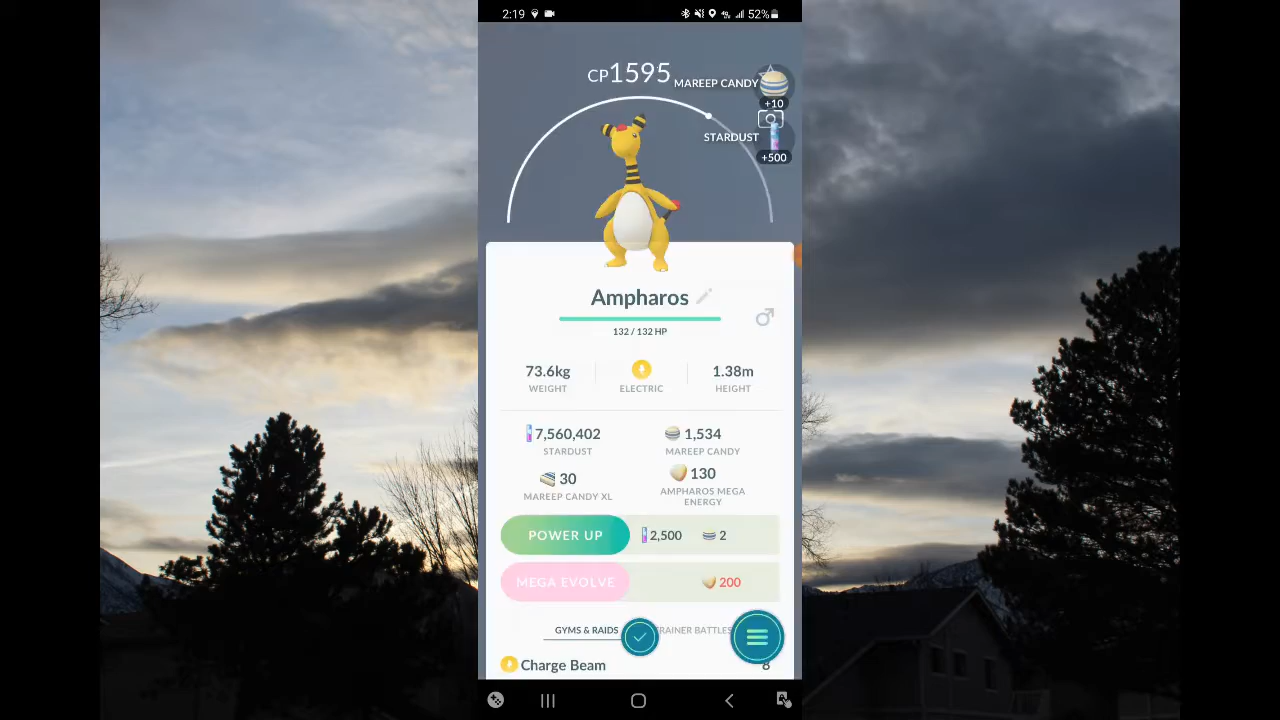 2:19 52%
CP1595
MAREEP CANDY
+10
STARDUST
+500
Ampharos
132 / 132 HP
73.6kg 1.38m
WEIGHT ELECTRIC HEIGHT
7,560,402 1,534
STARDUST MAREEP CANDY
30 130
MAREEP CANDY XL AMPHAROS MEGA
ENERGY
POWER UP 2,500 2
MEGA EVOLVE 200
GYMS & RAIDS RAINER BATTLES
Charge Beam 8